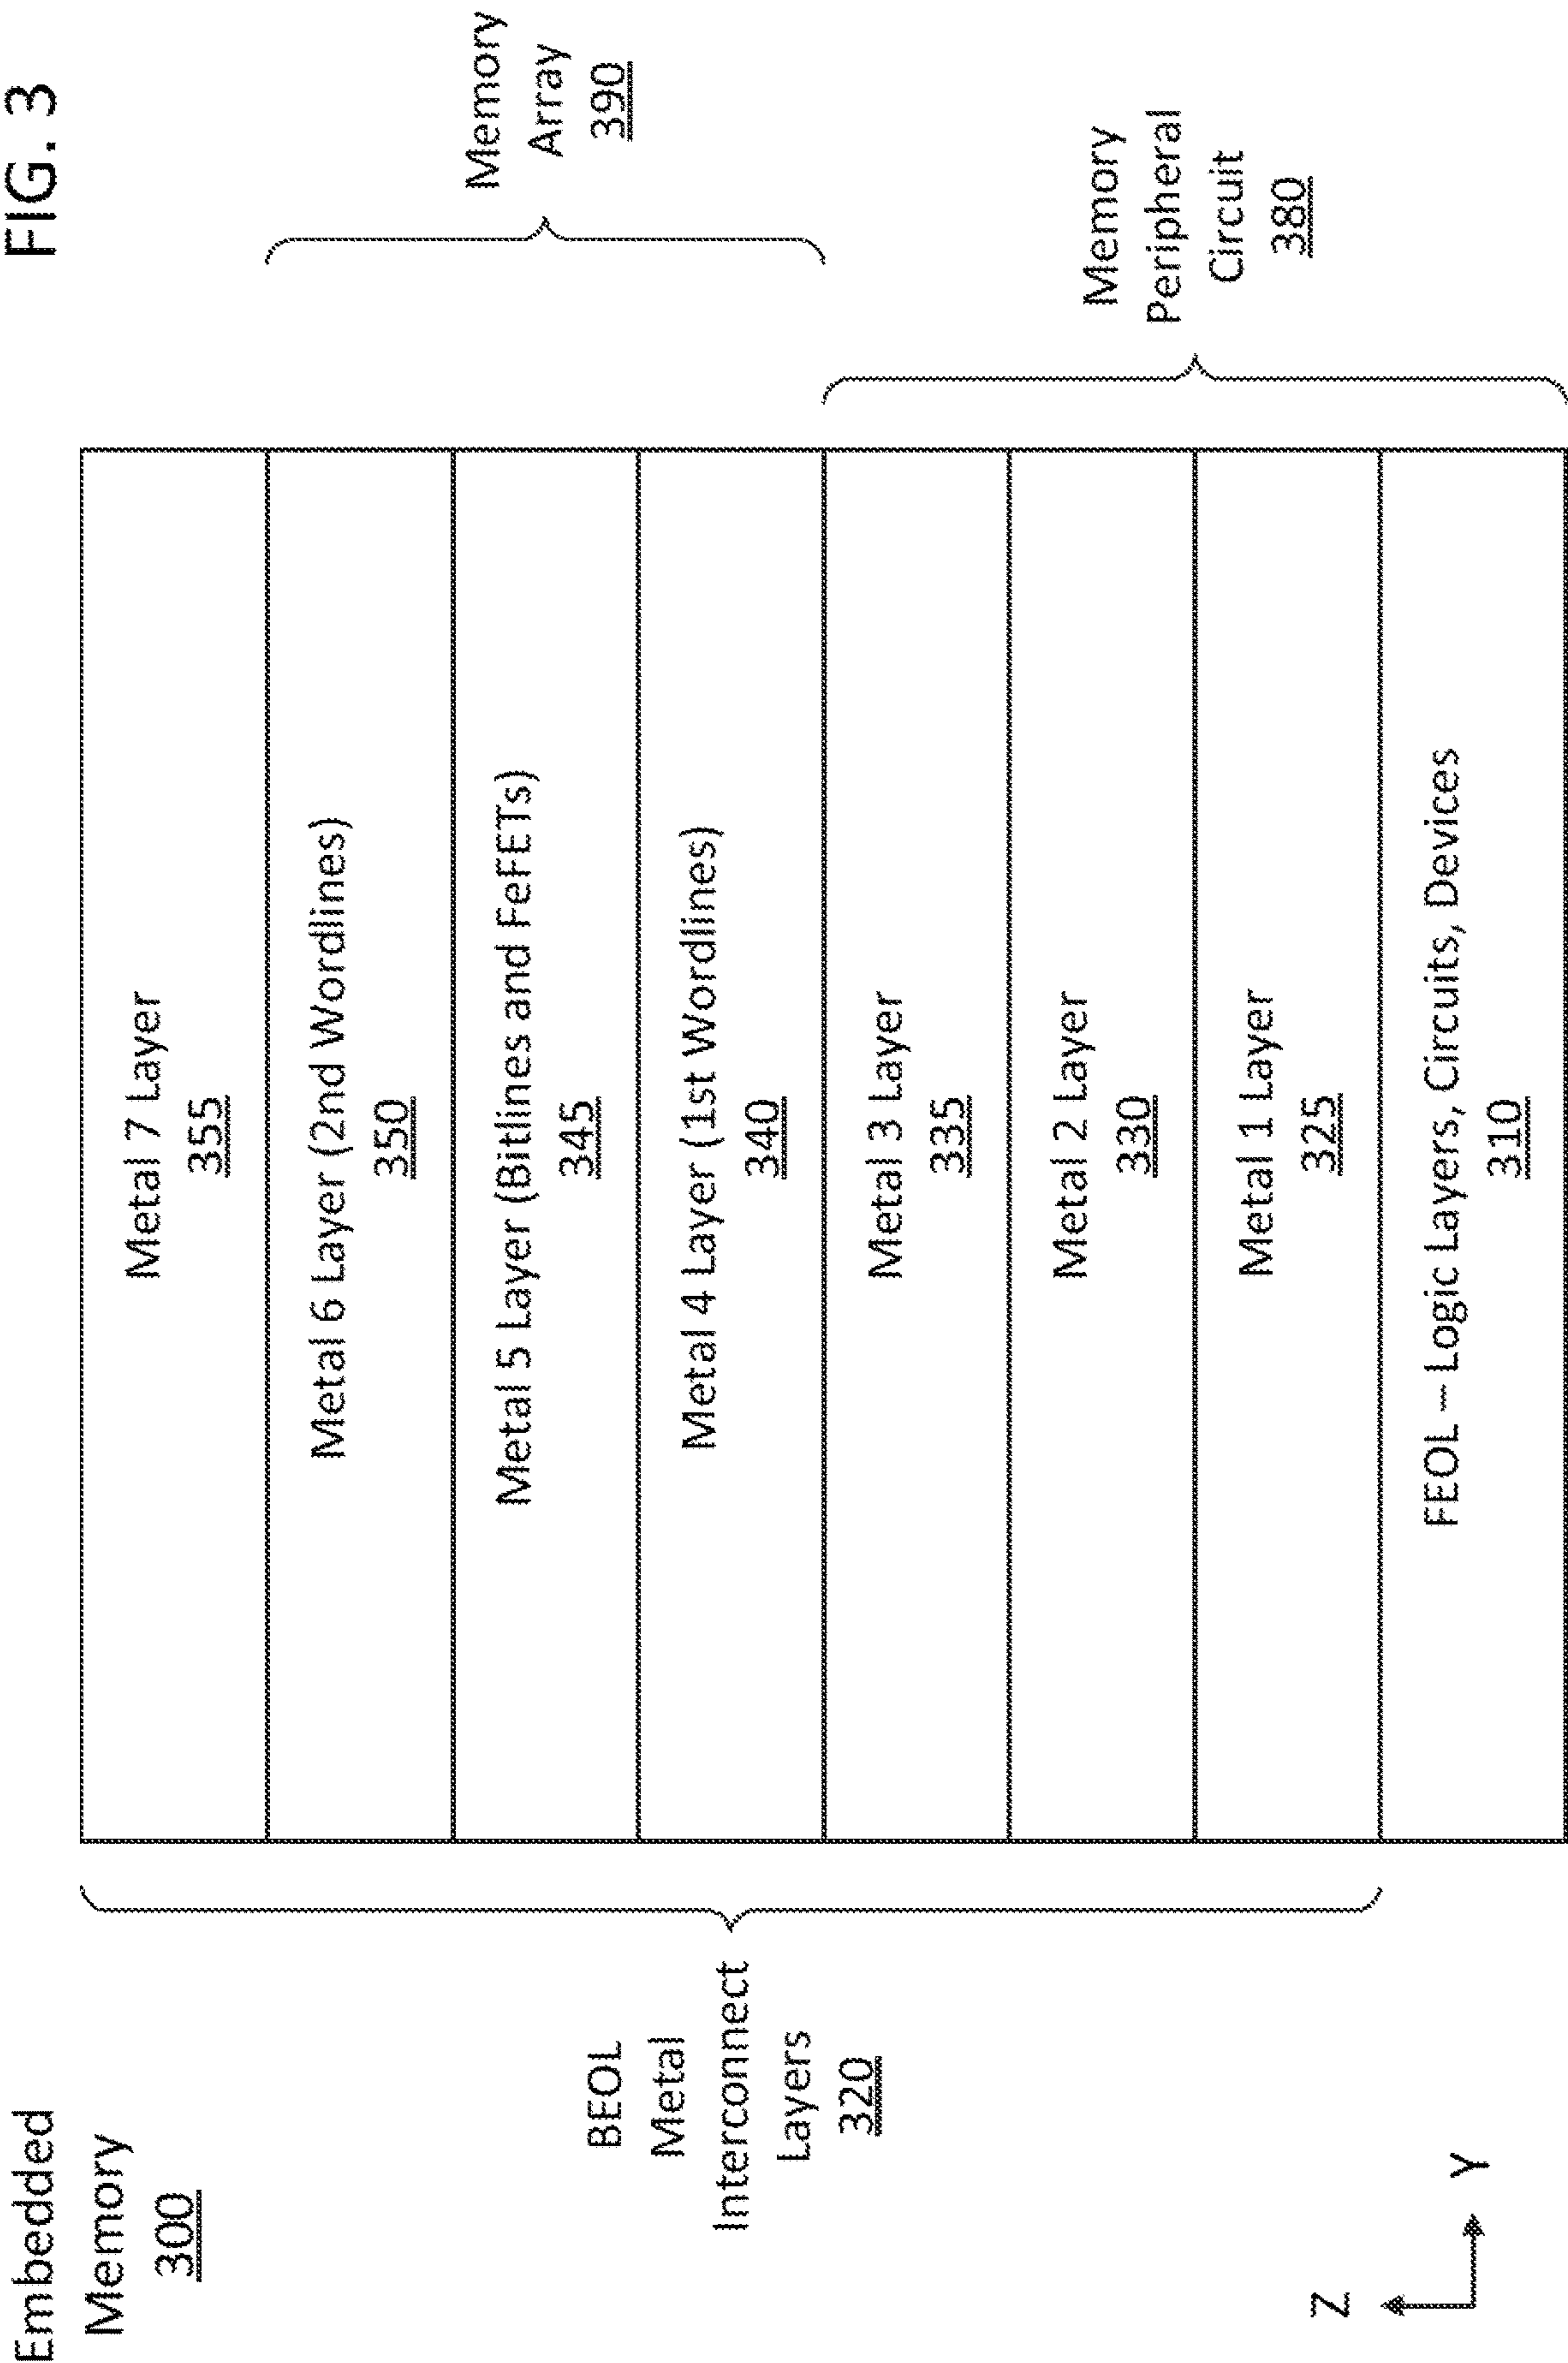 FIG. 3
Embedded
Memory
300
Metal 7 Layer
355
Metal 6 Layer (2nd Wordlines)
350
Metal 5 Layer (Bitlines and FeFETs)
345
Metal 4 Layer (1st Wordlines)
340
Metal 3 Layer
335
Metal 2 Layer
330
Metal 1 Layer
325
FEOL – Logic Layers, Circuits, Devices
310
BEOL
Metal
Interconnect
Layers
320
Memory
Array
390
Memory
Peripheral
Circuit
380
Z
Y